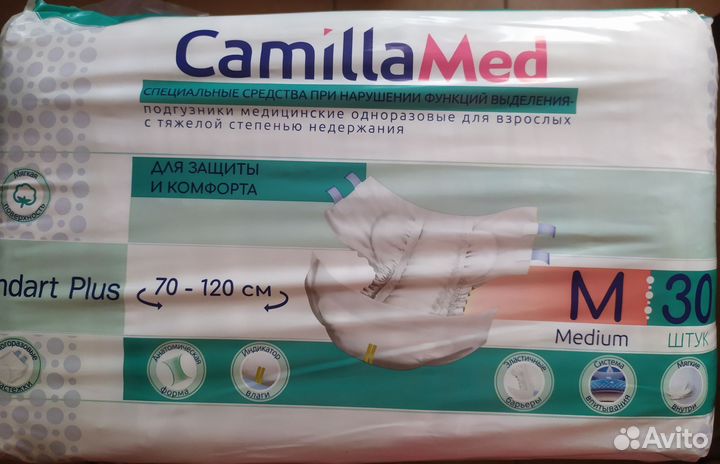 CamillaMed
СПЕЦИАЛЬНЫЕ СРЕДСТВА ПРИ НАРУШЕНИИ ФУНКЦИЙ ВЫДЕЛЕНИЯ-
ПОДГУЗНИКИ МЕДИЦИНСКИЕ ОДНОРАЗОВЫЕ ДЛЯ ВЗРОСЛЫХ
С ТЯЖЕЛОЙ СТЕПЕНЬЮ НЕДЕРЖАНИЯ
ДЛЯ ЗАЩИТЫ
И КОМФОРТА
Мягкая
поверхность
ndart Plus
70 - 120 см
M
Medium
30
ШТУК
ногоразовые
астежки
Анатомическая
форма
Индикатор
влаги
Эластичные
барьеры
Система
впитывания
Мягкие
внутри
Avito